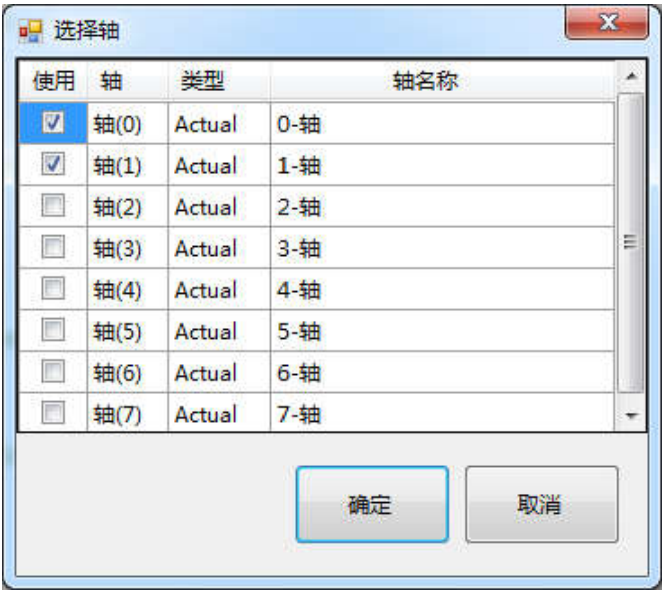 选择轴
使用 轴 类型 轴名称
轴(0) Actual 0-轴
轴(1) Actual 1-轴
轴(2) Actual 2-轴
轴(3) Actual 3-轴
轴(4) Actual 4-轴
轴(5) Actual 5-轴
轴(6) Actual 6-轴
轴(7) Actual 7-轴
确定 取消